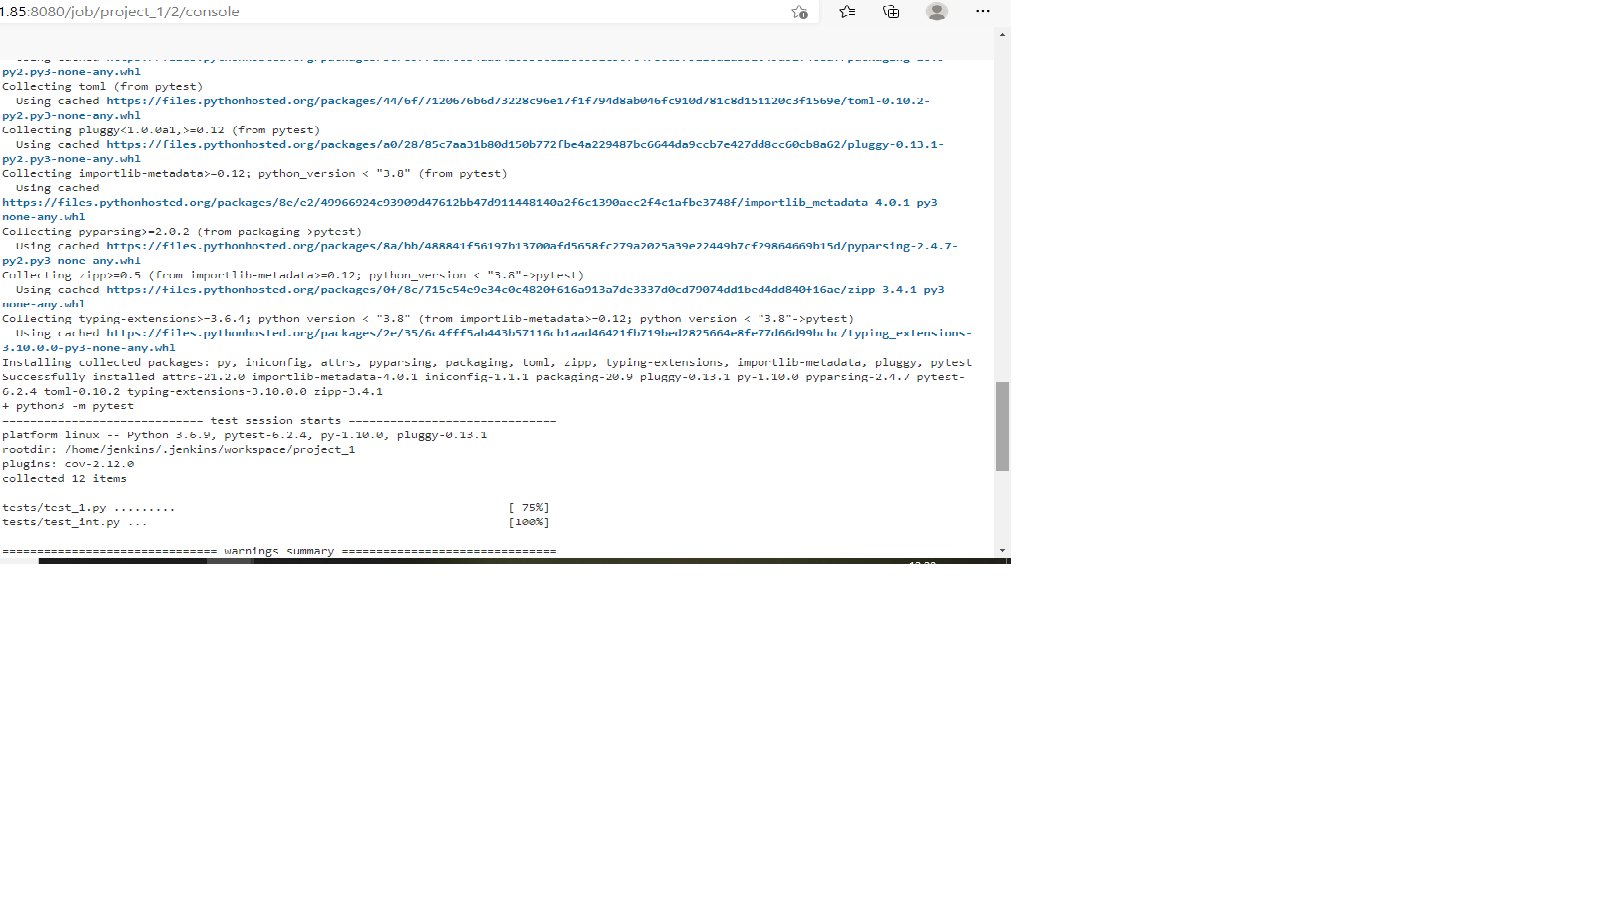 1.85:8080/job/project_1/2/console
py2.py3-none-any.whl
Collecting toml (from pytest)
Using cached https://files.pythonhosted.org/packages/44/6f/7120676b6d73228c96e17f1f794d8ab046fc910d781c8d151120c3f1569e/toml-0.10.2-
py2.py3-none-any.whl
Collecting pluggy<1.0.0a1,>=0.12 (from pytest)
Using cached https://files.pythonhosted.org/packages/a0/28/85c7aa31b80d150b772fbe4a229487bc6644da9ccb7e427dd8cc60cb8a62/pluggy-0.13.1-
py2.py3-none-any.whl
Collecting importlib-metadata>=0.12; python_version < "3.8" (from pytest)
Using cached
https://files.pythonhosted.org/packages/8e/e2/49966924c93909d47612bb47d911448140a2f6c1390aec2f4c1afbe3748f/importlib_metadata-4.0.1-py3-
none-any.whl
Collecting pyparsing>=2.0.2 (from packaging->pytest)
Using cached https://files.pythonhosted.org/packages/8a/bb/488841f56197b13700afd5658fc279a2025a39e22449b7cf29864669b15d/pyparsing-2.4.7-
py2.py3-none-any.whl
Collecting zipp>=0.5 (from importlib-metadata>=0.12; python_version < "3.8"->pytest)
Using cached https://files.pythonhosted.org/packages/0f/8c/715c54e9e34c0c4820f616a913a7de3337d0cd79074dd1bed4dd840f16ae/zipp-3.4.1-py3-
none-any.whl
Collecting typing-extensions>=3.6.4; python_version < "3.8" (from importlib-metadata>=0.12; python_version < "3.8"->pytest)
Using cached https://files.pythonhosted.org/packages/2e/35/6c4fff5ab443b57116cb1aad46421fb719bed2825664e8fe77d66d99bcbc/typing_extensions-
3.10.0.0-py3-none-any.whl
Installing collected packages: py, iniconfig, attrs, pyparsing, packaging, toml, zipp, typing-extensions, importlib-metadata, pluggy, pytest
Successfully installed attrs-21.2.0 importlib-metadata-4.0.1 iniconfig-1.1.1 packaging-20.9 pluggy-0.13.1 py-1.10.0 pyparsing-2.4.7 pytest-
6.2.4 toml-0.10.2 typing-extensions-3.10.0.0 zipp-3.4.1
+ python3 -m pytest
============================= test session starts ==============================
platform linux -- Python 3.6.9, pytest-6.2.4, py-1.10.0, pluggy-0.13.1
rootdir: /home/jenkins/.jenkins/workspace/project_1
plugins: cov-2.12.0
collected 12 items
tests/test_1.py ......... [ 75%]
tests/test_int.py ... [100%]
=============================== warnings summary ===============================